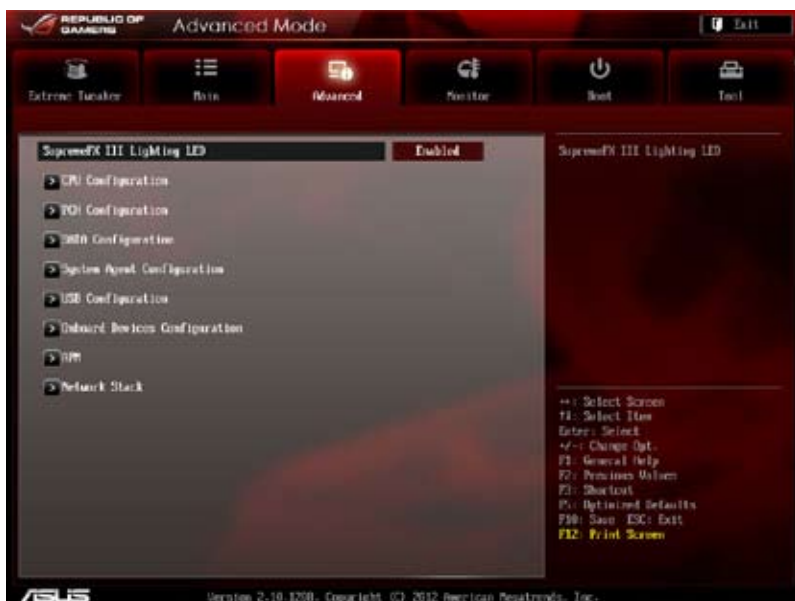 REPUBLIC OF GAMERS
Advanced Mode
Exit
Extreme Tweaker
Main
Advanced
Monitor
Boot
Tool
SupremeFX III Lighting LED
Enabled
SupremeFX III Lighting LED
> CPU Configuration
> PCH Configuration
> SATA Configuration
> System Agent Configuration
> USB Configuration
> Onboard Devices Configuration
> APM
> Network Stack
→←: Select Screen
↑↓: Select Item
Enter: Select
+/-: Change Opt.
F1: General Help
F2: Previous Values
F3: Shortcut
F5: Optimized Defaults
F10: Save ESC: Exit
F12: Print Screen
ASUS
Version 2.10.1208. Copyright (C) 2012 American Megatrends, Inc.